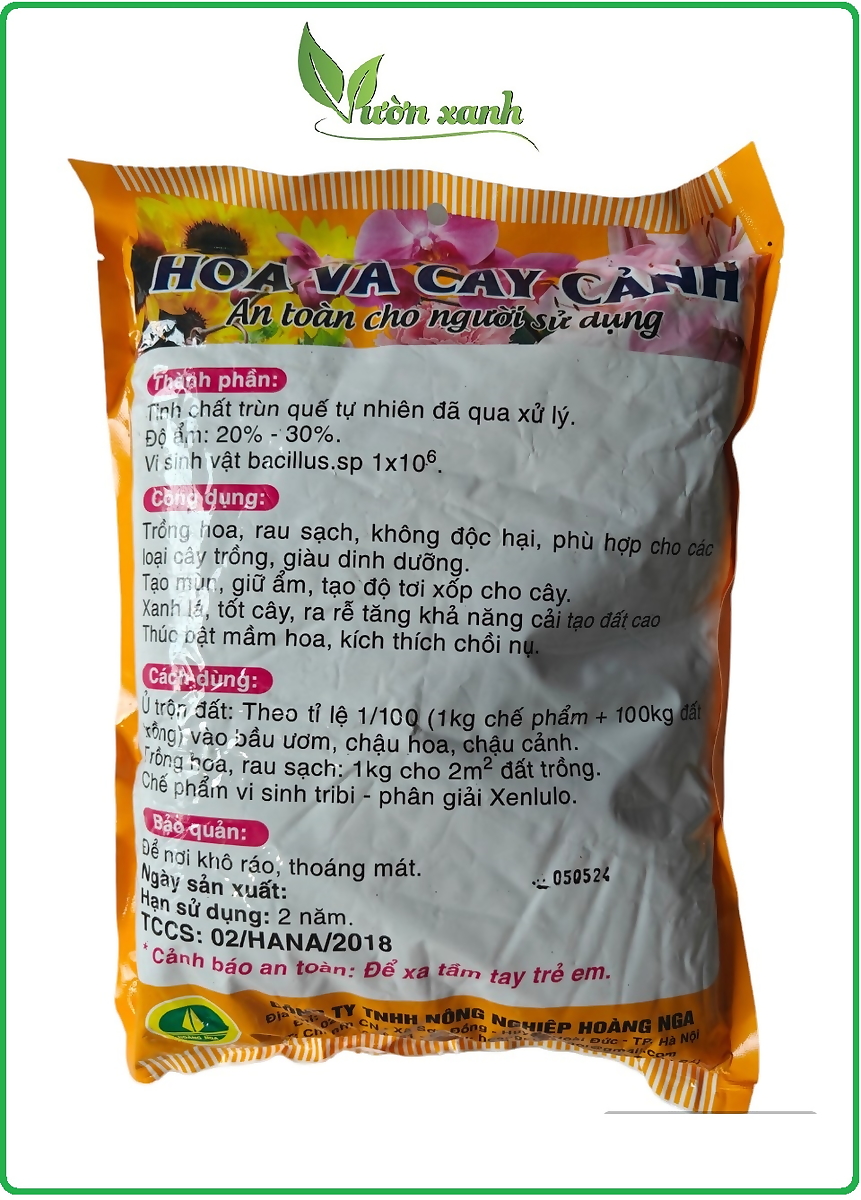 Vườn xanh
HOA VÀ CÂY CẢNH
An toàn cho người sử dụng
Thành phần:
Tinh chất trùn quế tự nhiên đã qua xử lý.
Độ ẩm: 20% - 30%.
Vi sinh vật bacillus.sp 1x10⁶.
Công dụng:
Trồng hoa, rau sạch, không độc hại, phù hợp cho các
loại cây trồng, giàu dinh dưỡng.
Tạo mùn, giữ ẩm, tạo độ tơi xốp cho cây.
Xanh lá, tốt cây, ra rễ tăng khả năng cải tạo đất cao
Thúc bật mầm hoa, kích thích chồi nụ.
Cách dùng:
Ủ trộn đất: Theo tỉ lệ 1/100 (1kg chế phẩm + 100kg đất
xông) vào bầu ươm, chậu hoa, chậu cảnh.
Trồng hoa, rau sạch: 1kg cho 2m² đất trồng.
Chế phẩm vi sinh tribi - phân giải Xenlulo.
Bảo quản:
Để nơi khô ráo, thoáng mát.
Ngày sản xuất: 050524
Hạn sử dụng: 2 năm.
TCCS: 02/HANA/2018
* Cảnh báo an toàn: Để xa tầm tay trẻ em.
CÔNG TY TNHH NÔNG NGHIỆP HOÀNG NGA
HOÀNG NGA
Đức - TP. Hà Nội